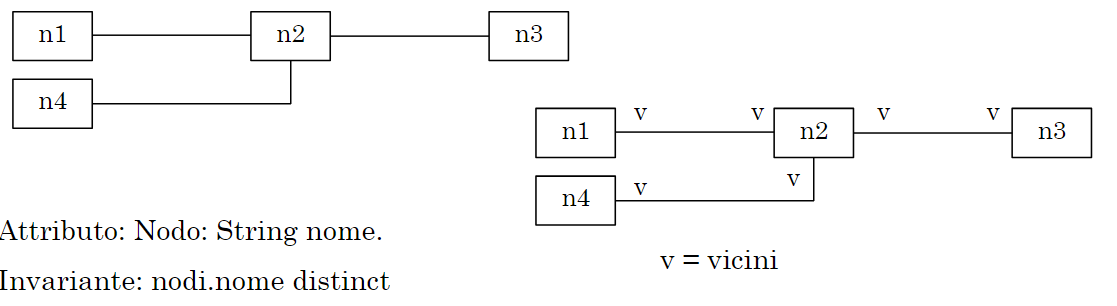 n1 n2 n3
n4
v v v v
n1 n2 n3
v
v
n4
Attributo: Nodo: String nome.
v = vicini
Invariante: nodi.nome distinct